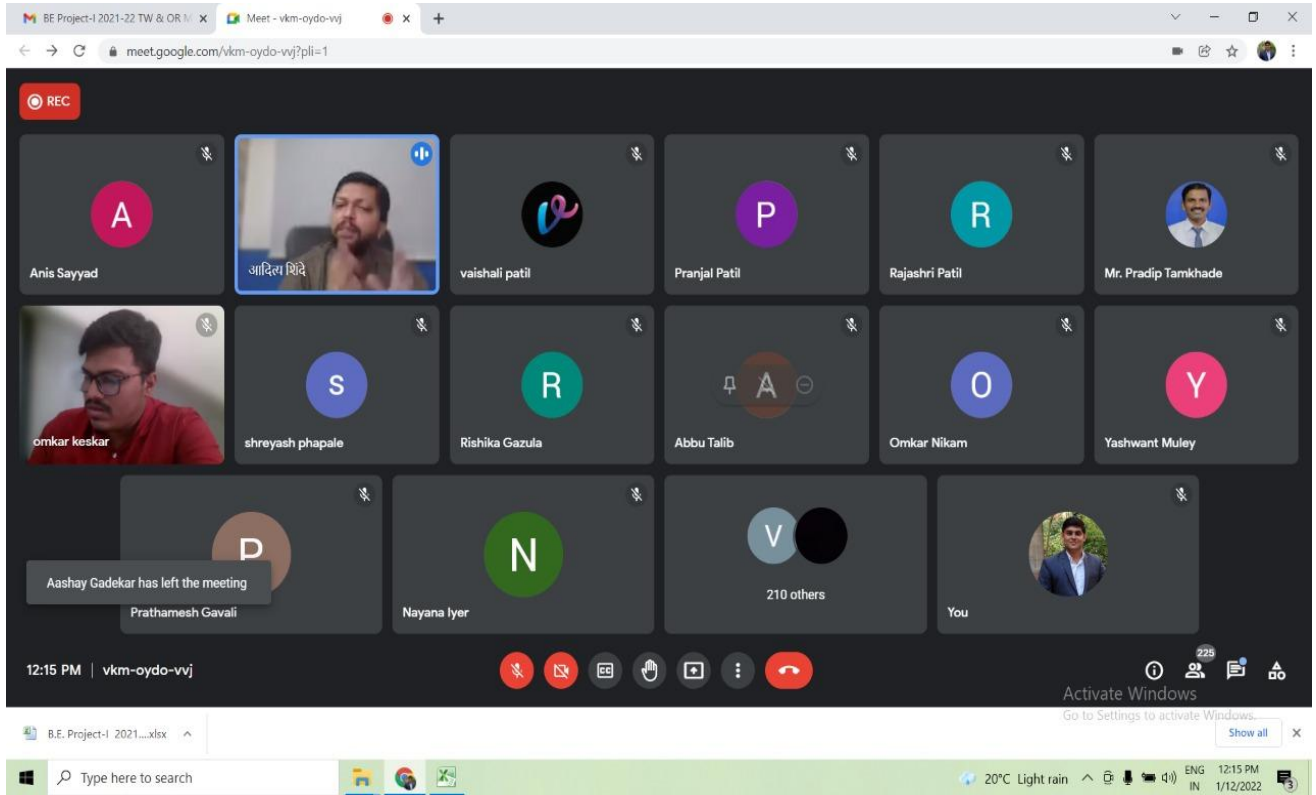 BE Project-I 2021-22 TW & OR M
Meet - vkm-oydo-vvj
meet.google.com/vkm-oydo-vvj?pli=1
REC
A
P
R
Anis Sayyad
आदित्य शिंदे
vaishali patil
Pranjal Patil
Rajashri Patil
Mr. Pradip Tamkhade
s
R
A
O
Y
omkar keskar
shreyash phapale
Rishika Gazula
Abbu Talib
Omkar Nikam
Yashwant Muley
P
N
V
Aashay Gadekar has left the meeting
210 others
Prathamesh Gavali
Nayana Iyer
You
12:15 PM | vkm-oydo-vvj
CC
225
Activate Windows
Go to Settings to activate Windows.
B.E. Project-I 2021....xlsx
Show all
Type here to search
20°C Light rain
ENG
IN
12:15 PM
1/12/2022
3